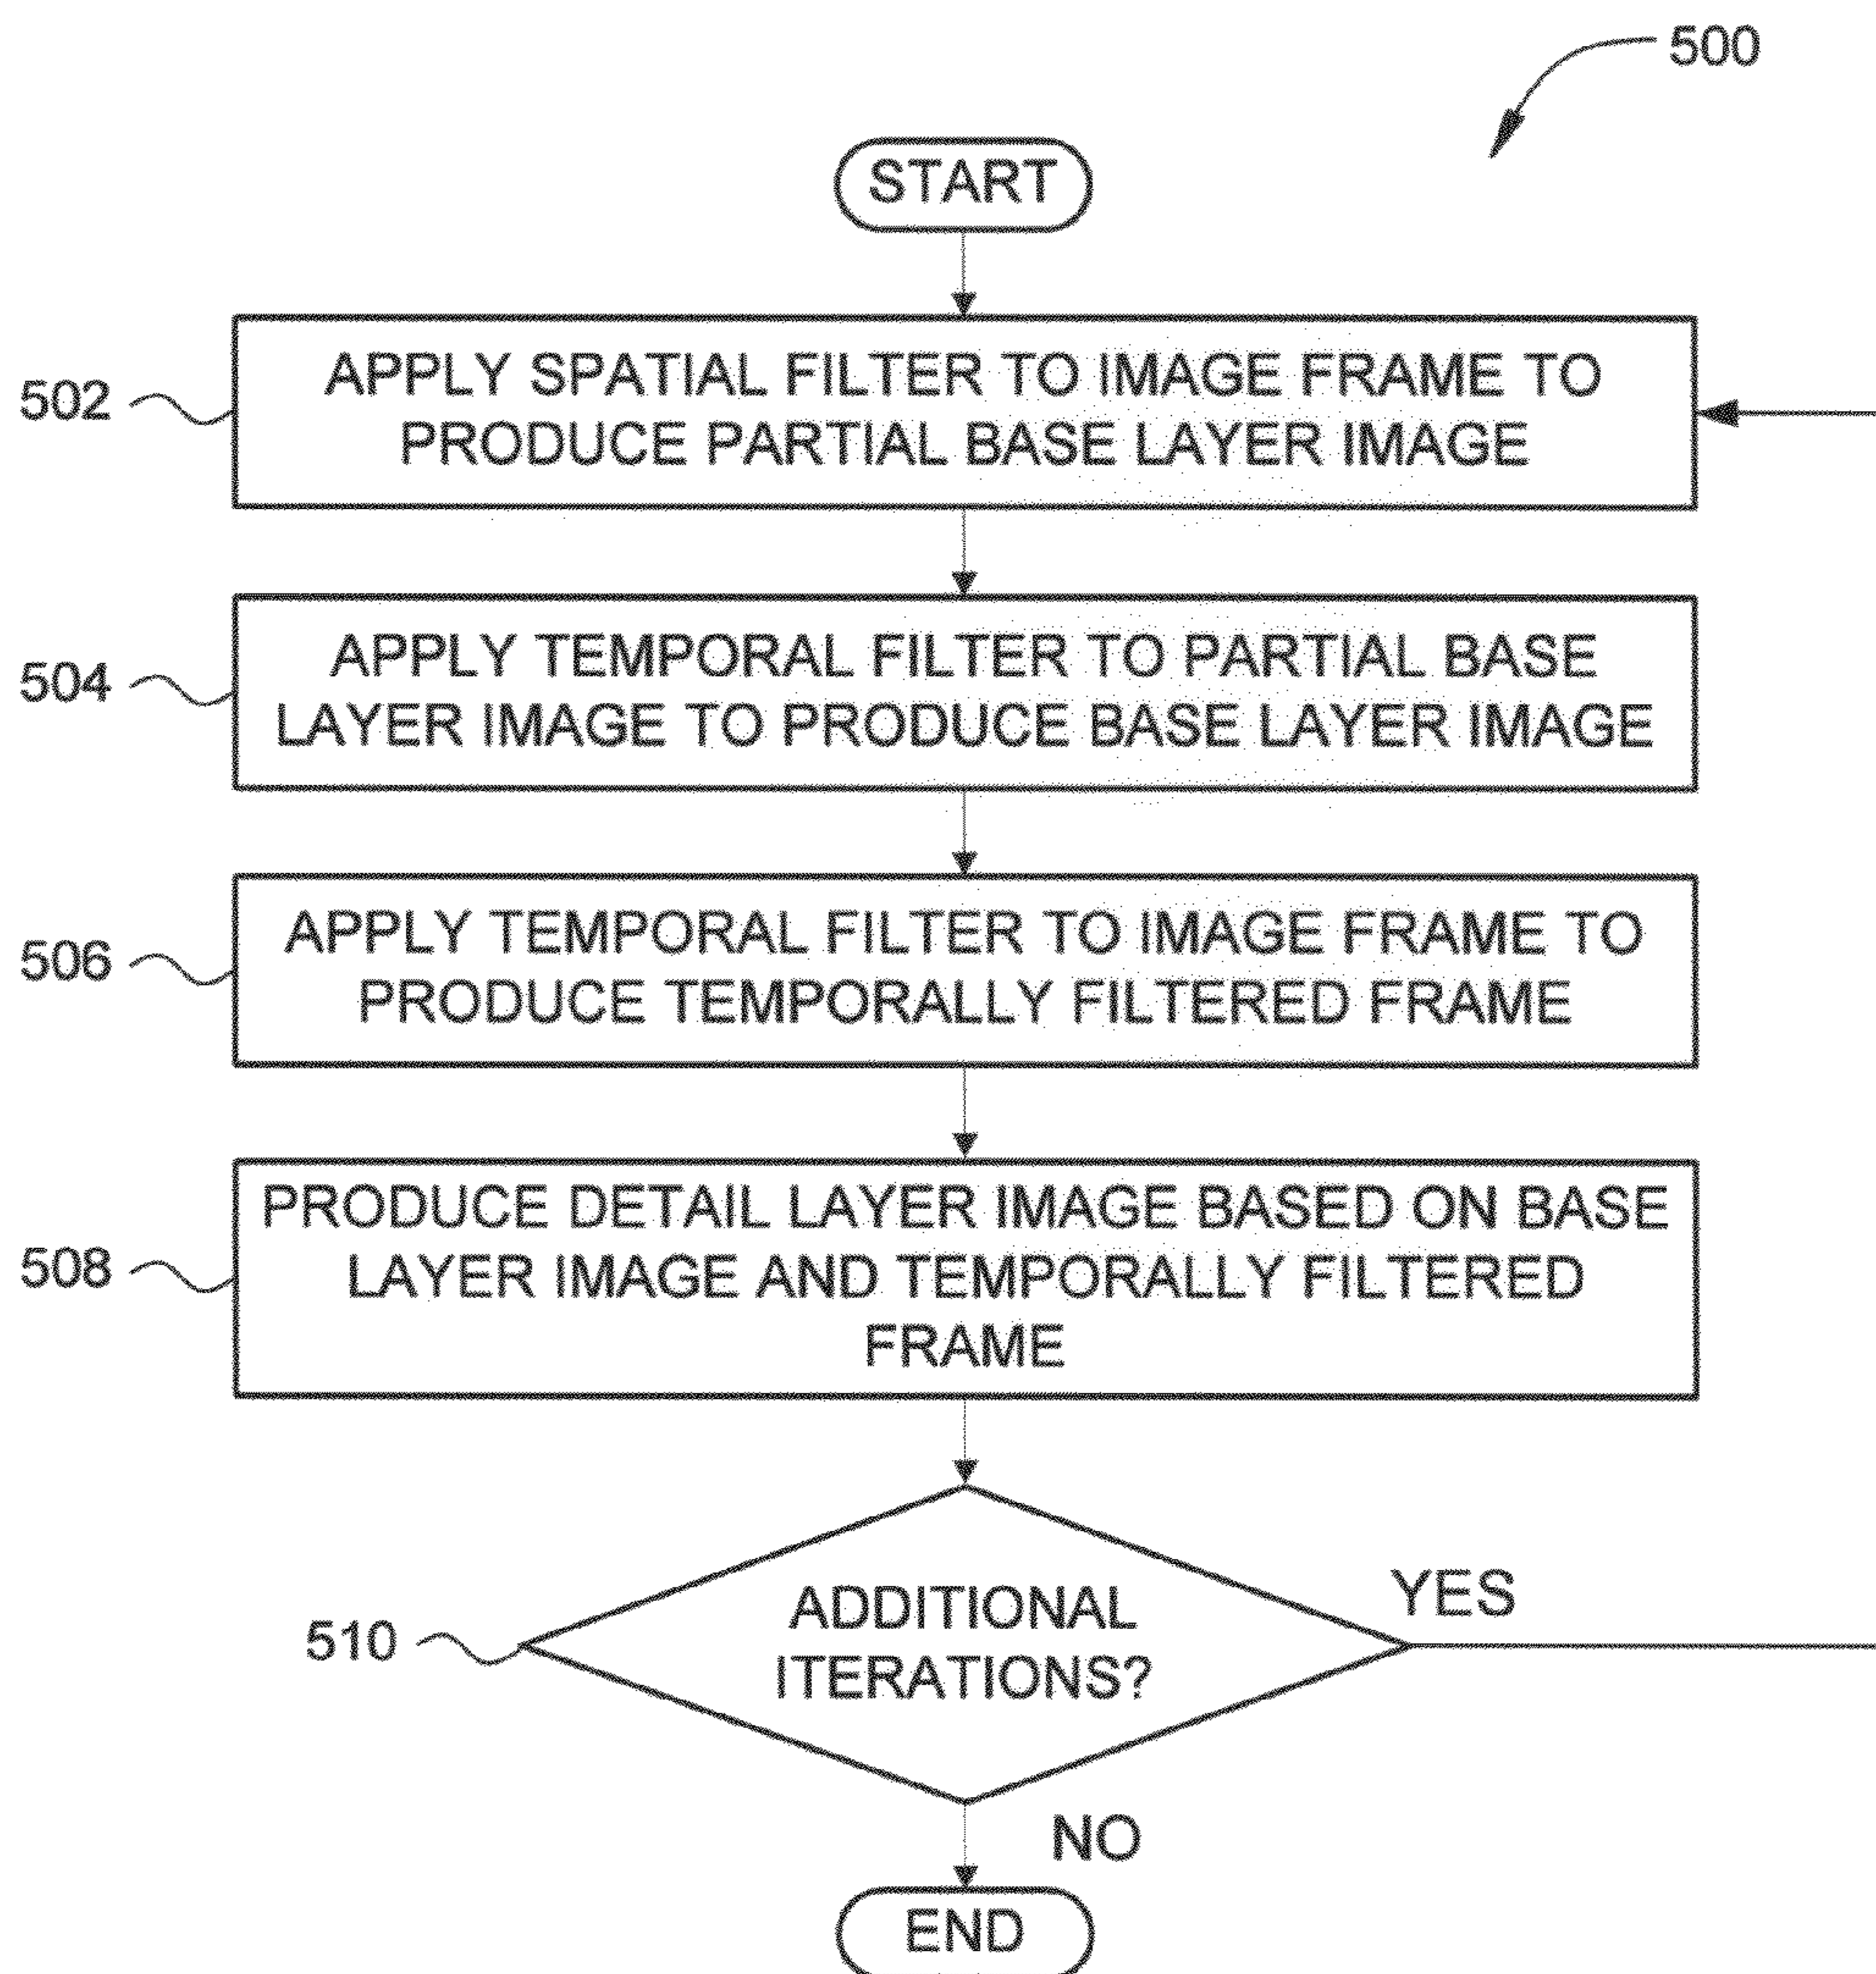 500
START
502
APPLY SPATIAL FILTER TO IMAGE FRAME TO
PRODUCE PARTIAL BASE LAYER IMAGE
504
APPLY TEMPORAL FILTER TO PARTIAL BASE
LAYER IMAGE TO PRODUCE BASE LAYER IMAGE
506
APPLY TEMPORAL FILTER TO IMAGE FRAME TO
PRODUCE TEMPORALLY FILTERED FRAME
508
PRODUCE DETAIL LAYER IMAGE BASED ON BASE
LAYER IMAGE AND TEMPORALLY FILTERED
FRAME
510
ADDITIONAL
ITERATIONS?
YES
NO
END